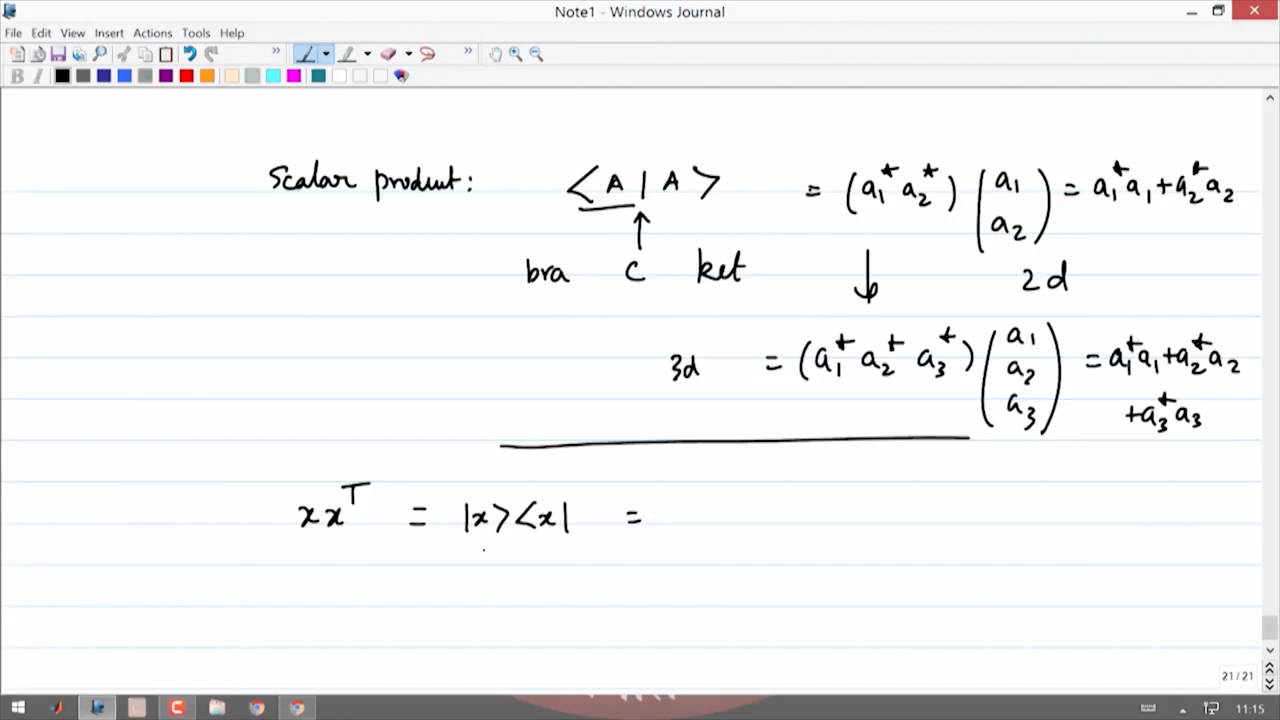 Note1 - Windows Journal
File Edit View Insert Actions Tools Help
Scalar product: <A|A> = (a₁* a₂*) (a₁ a₂) = a₁*a₁ + a₂*a₂
bra C ket 2d
3d = (a₁* a₂* a₃*) (a₁ a₂ a₃) = a₁*a₁ + a₂*a₂
+ a₃*a₃
x xᵀ = |x><x| =
21/21
11:15